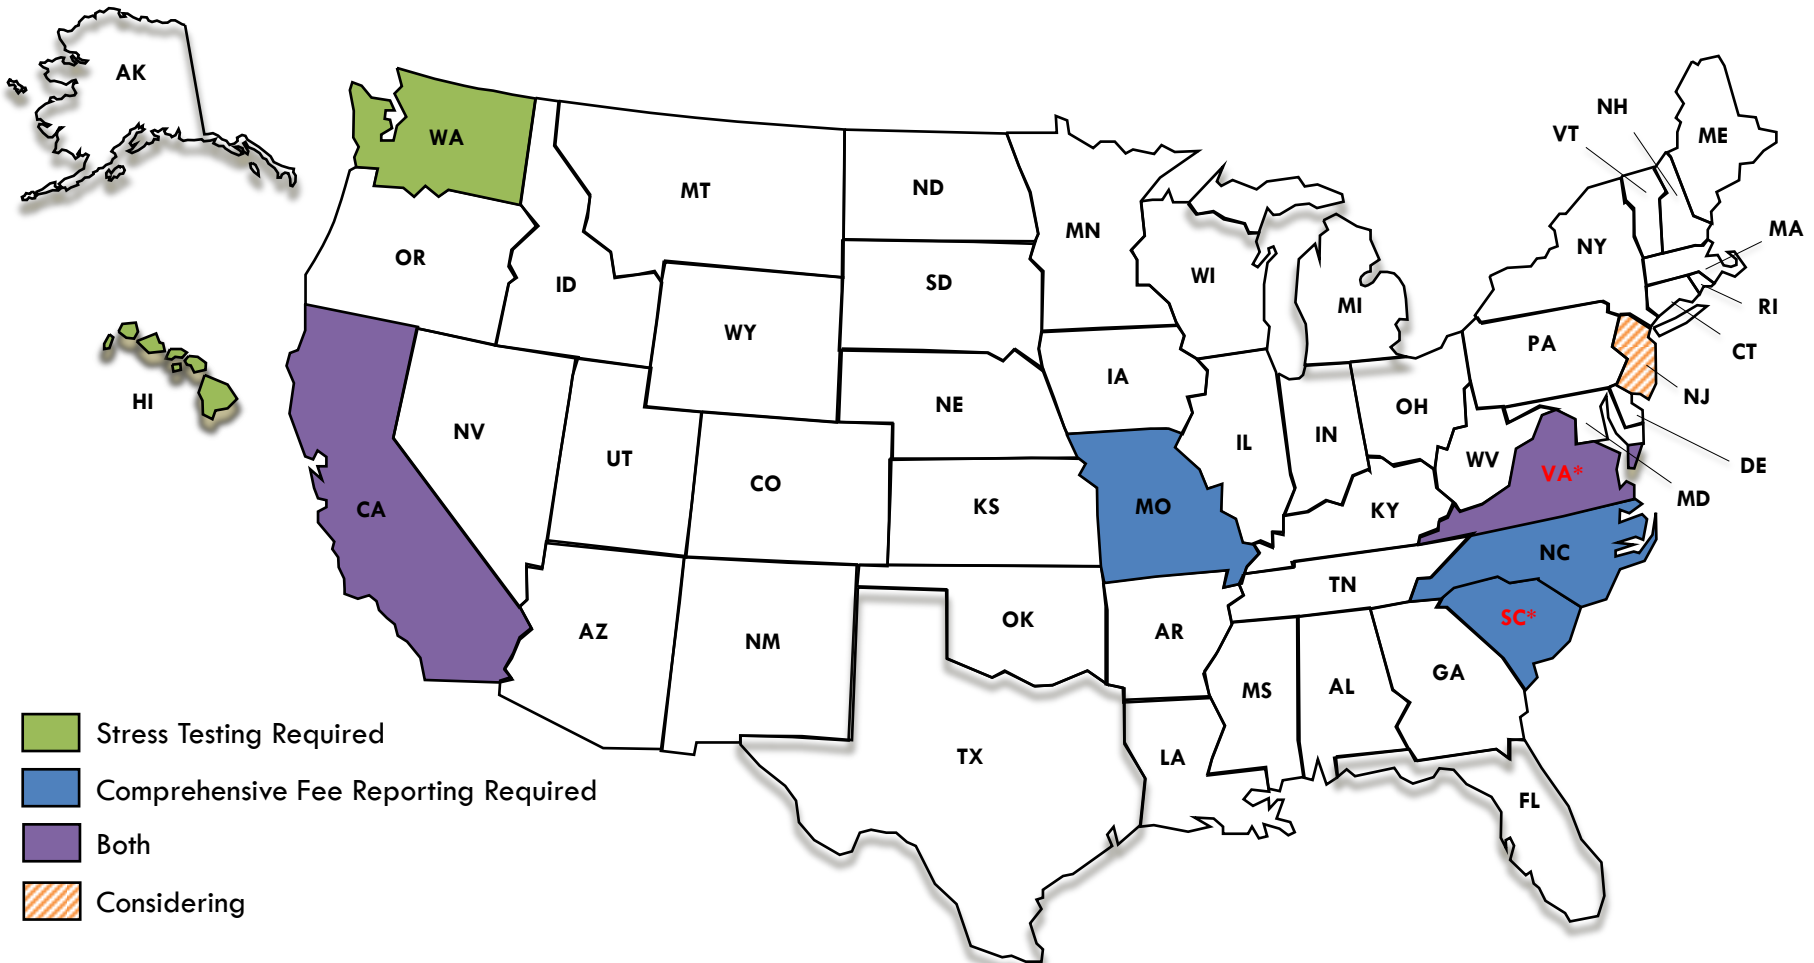 AK
WA
MT
ND
MN
OR
ID
SD
WI
MI
WY
NH
VT
ME
NY
MA
RI
CT
PA
NJ
HI
NV
UT
CO
NE
IA
IL
IN
OH
WV
VA*
DE
MD
CA
KS
MO
KY
NC
TN
SC*
AZ
NM
OK
AR
MS
AL
GA
TX
LA
FL
Stress Testing Required
Comprehensive Fee Reporting Required
Both
Considering